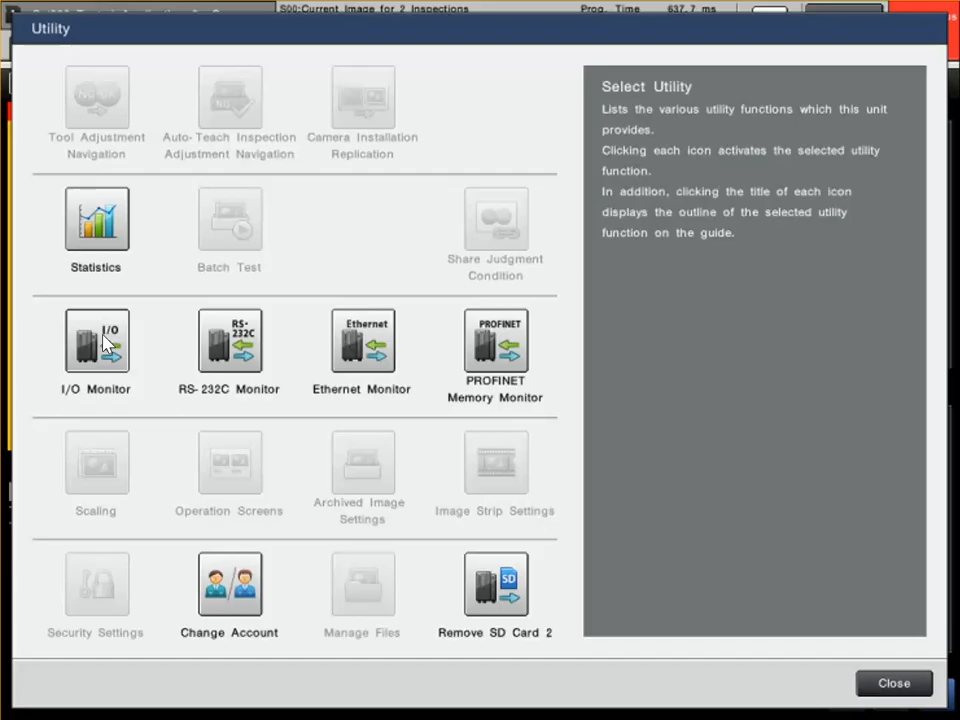 S00:Current Image for 2 Inspections
Prog. Time 637.7 ms
Utility
Tool Adjustment
Navigation
Auto-Teach Inspection
Adjustment Navigation
Camera Installation
Replication
Statistics
Batch Test
Share Judgment
Condition
I/O
I/O Monitor
RS-
232C
RS-232C Monitor
Ethernet
Ethernet Monitor
PROFINET
PROFINET
Memory Monitor
Scaling
Operation Screens
Archived Image
Settings
Image Strip Settings
Security Settings
Change Account
Manage Files
SD
Remove SD Card 2
Select Utility
Lists the various utility functions which this unit
provides.
Clicking each icon activates the selected utility
function.
In addition, clicking the title of each icon
displays the outline of the selected utility
function on the guide.
Close